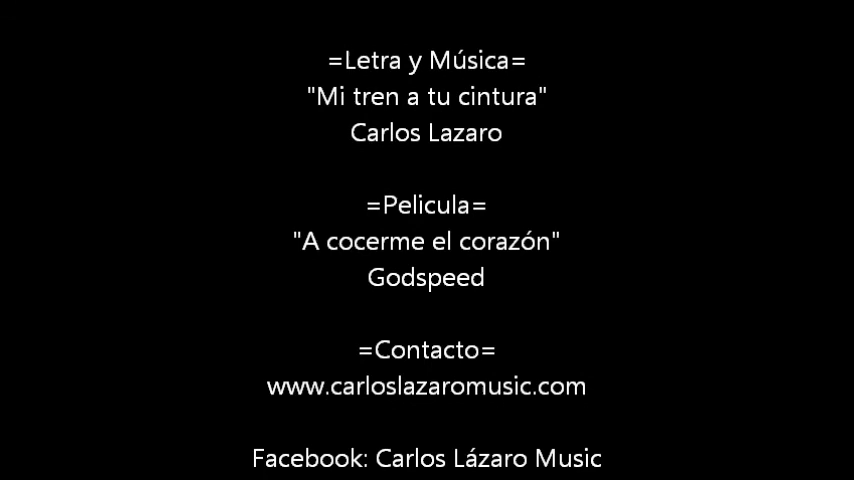 =Letra y Música=
"Mi tren a tu cintura"
Carlos Lazaro
=Pelicula=
"A cocerme el corazón"
Godspeed
=Contacto=
www.carloslazaromusic.com
Facebook: Carlos Lázaro Music